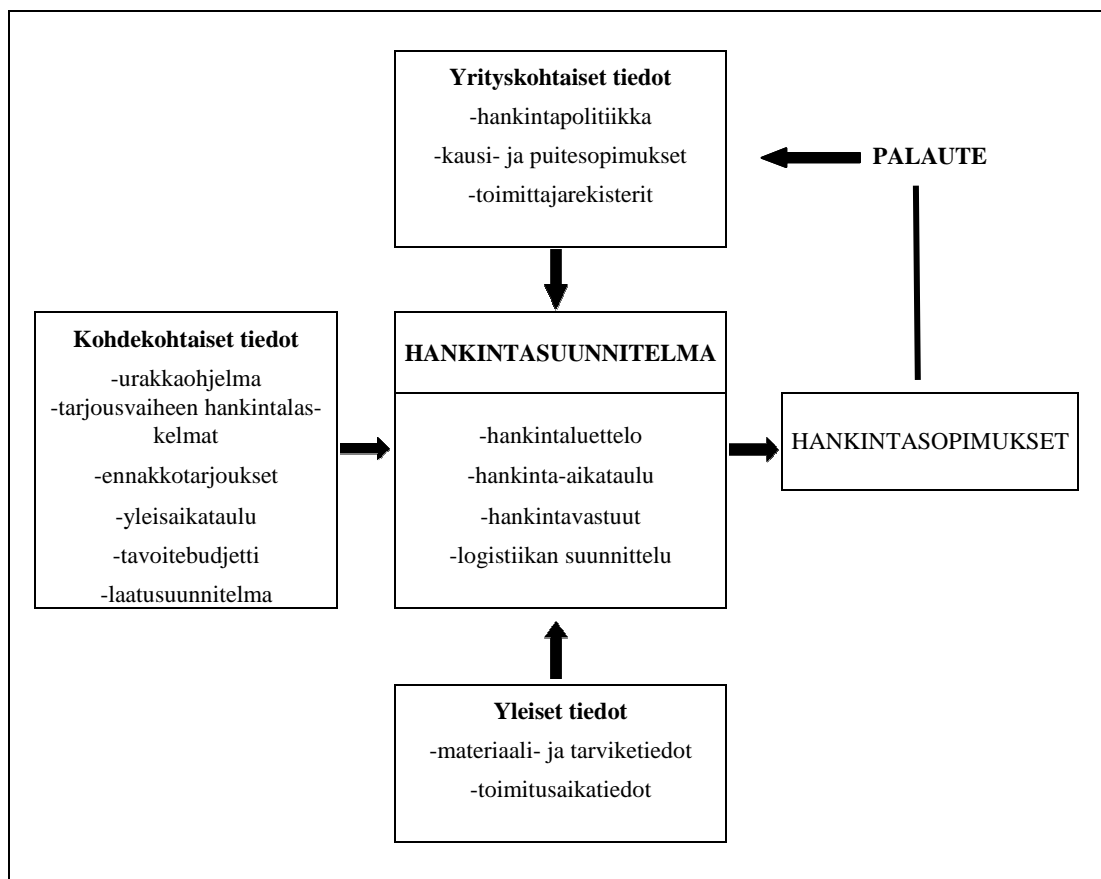 Yrityskohtaiset tiedot
-hankintapolitiikka
-kausi- ja puitesopimukset
-toimittajarekisterit
PALAUTE
Kohdekohtaiset tiedot
-urakkaohjelma
-tarjousvaiheen hankintalas-
kelmat
-ennakkotarjoukset
-yleisaikataulu
-tavoitebudjetti
-laatusuunnitelma
HANKINTASUUNNITELMA
-hankintaluettelo
-hankinta-aikataulu
-hankintavastuut
-logistiikan suunnittelu
HANKINTASOPIMUKSET
Yleiset tiedot
-materiaali- ja tarviketiedot
-toimitusaikatiedot